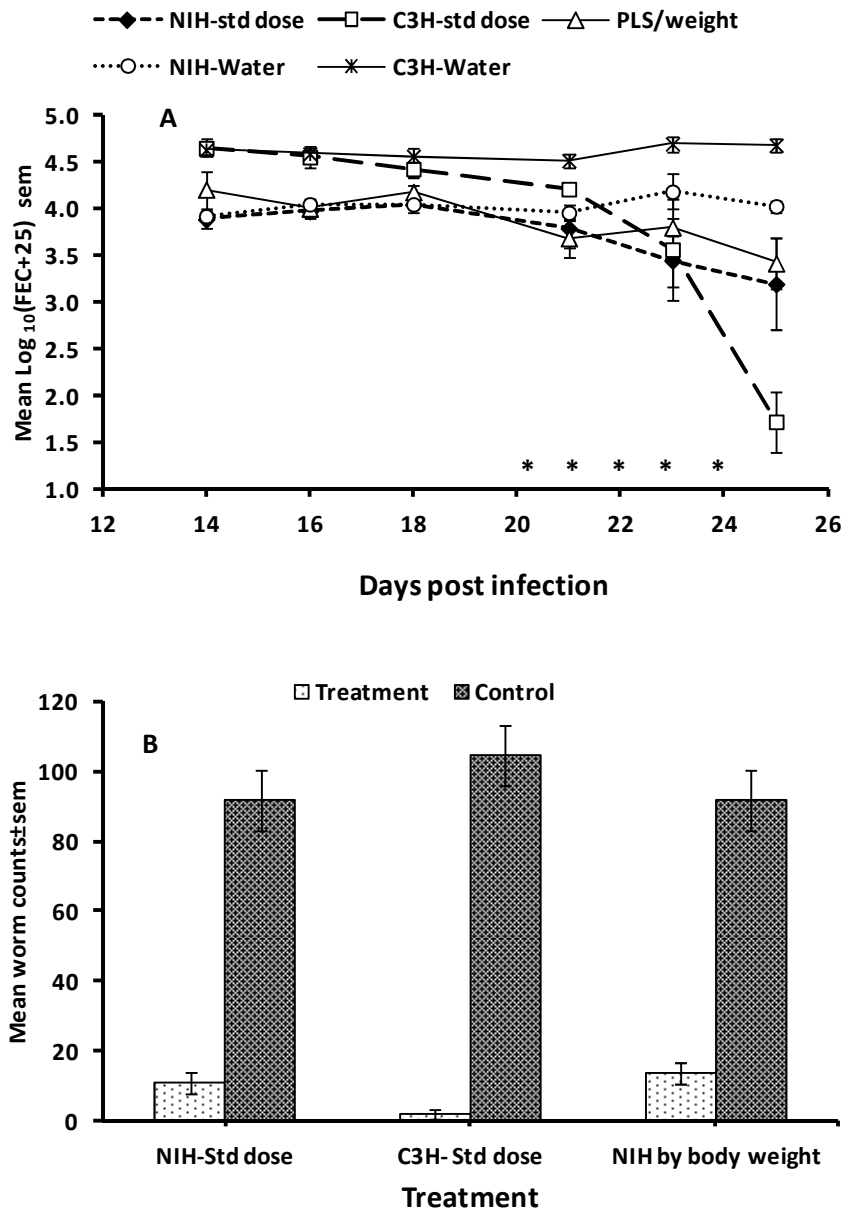 NIH-std dose C3H-std dose PLS/weight
NIH-Water C3H-Water
A
5.0
4.5
4.0
3.5
3.0
2.5
2.0
1.5
1.0
Mean Log 10(FEC+25) sem
* * * * *
12 14 16 18 20 22 24 26
Days post infection
Treatment Control
B
120
100
80
60
40
20
0
Mean worm counts±sem
NIH-Std dose C3H- Std dose NIH by body weight
Treatment